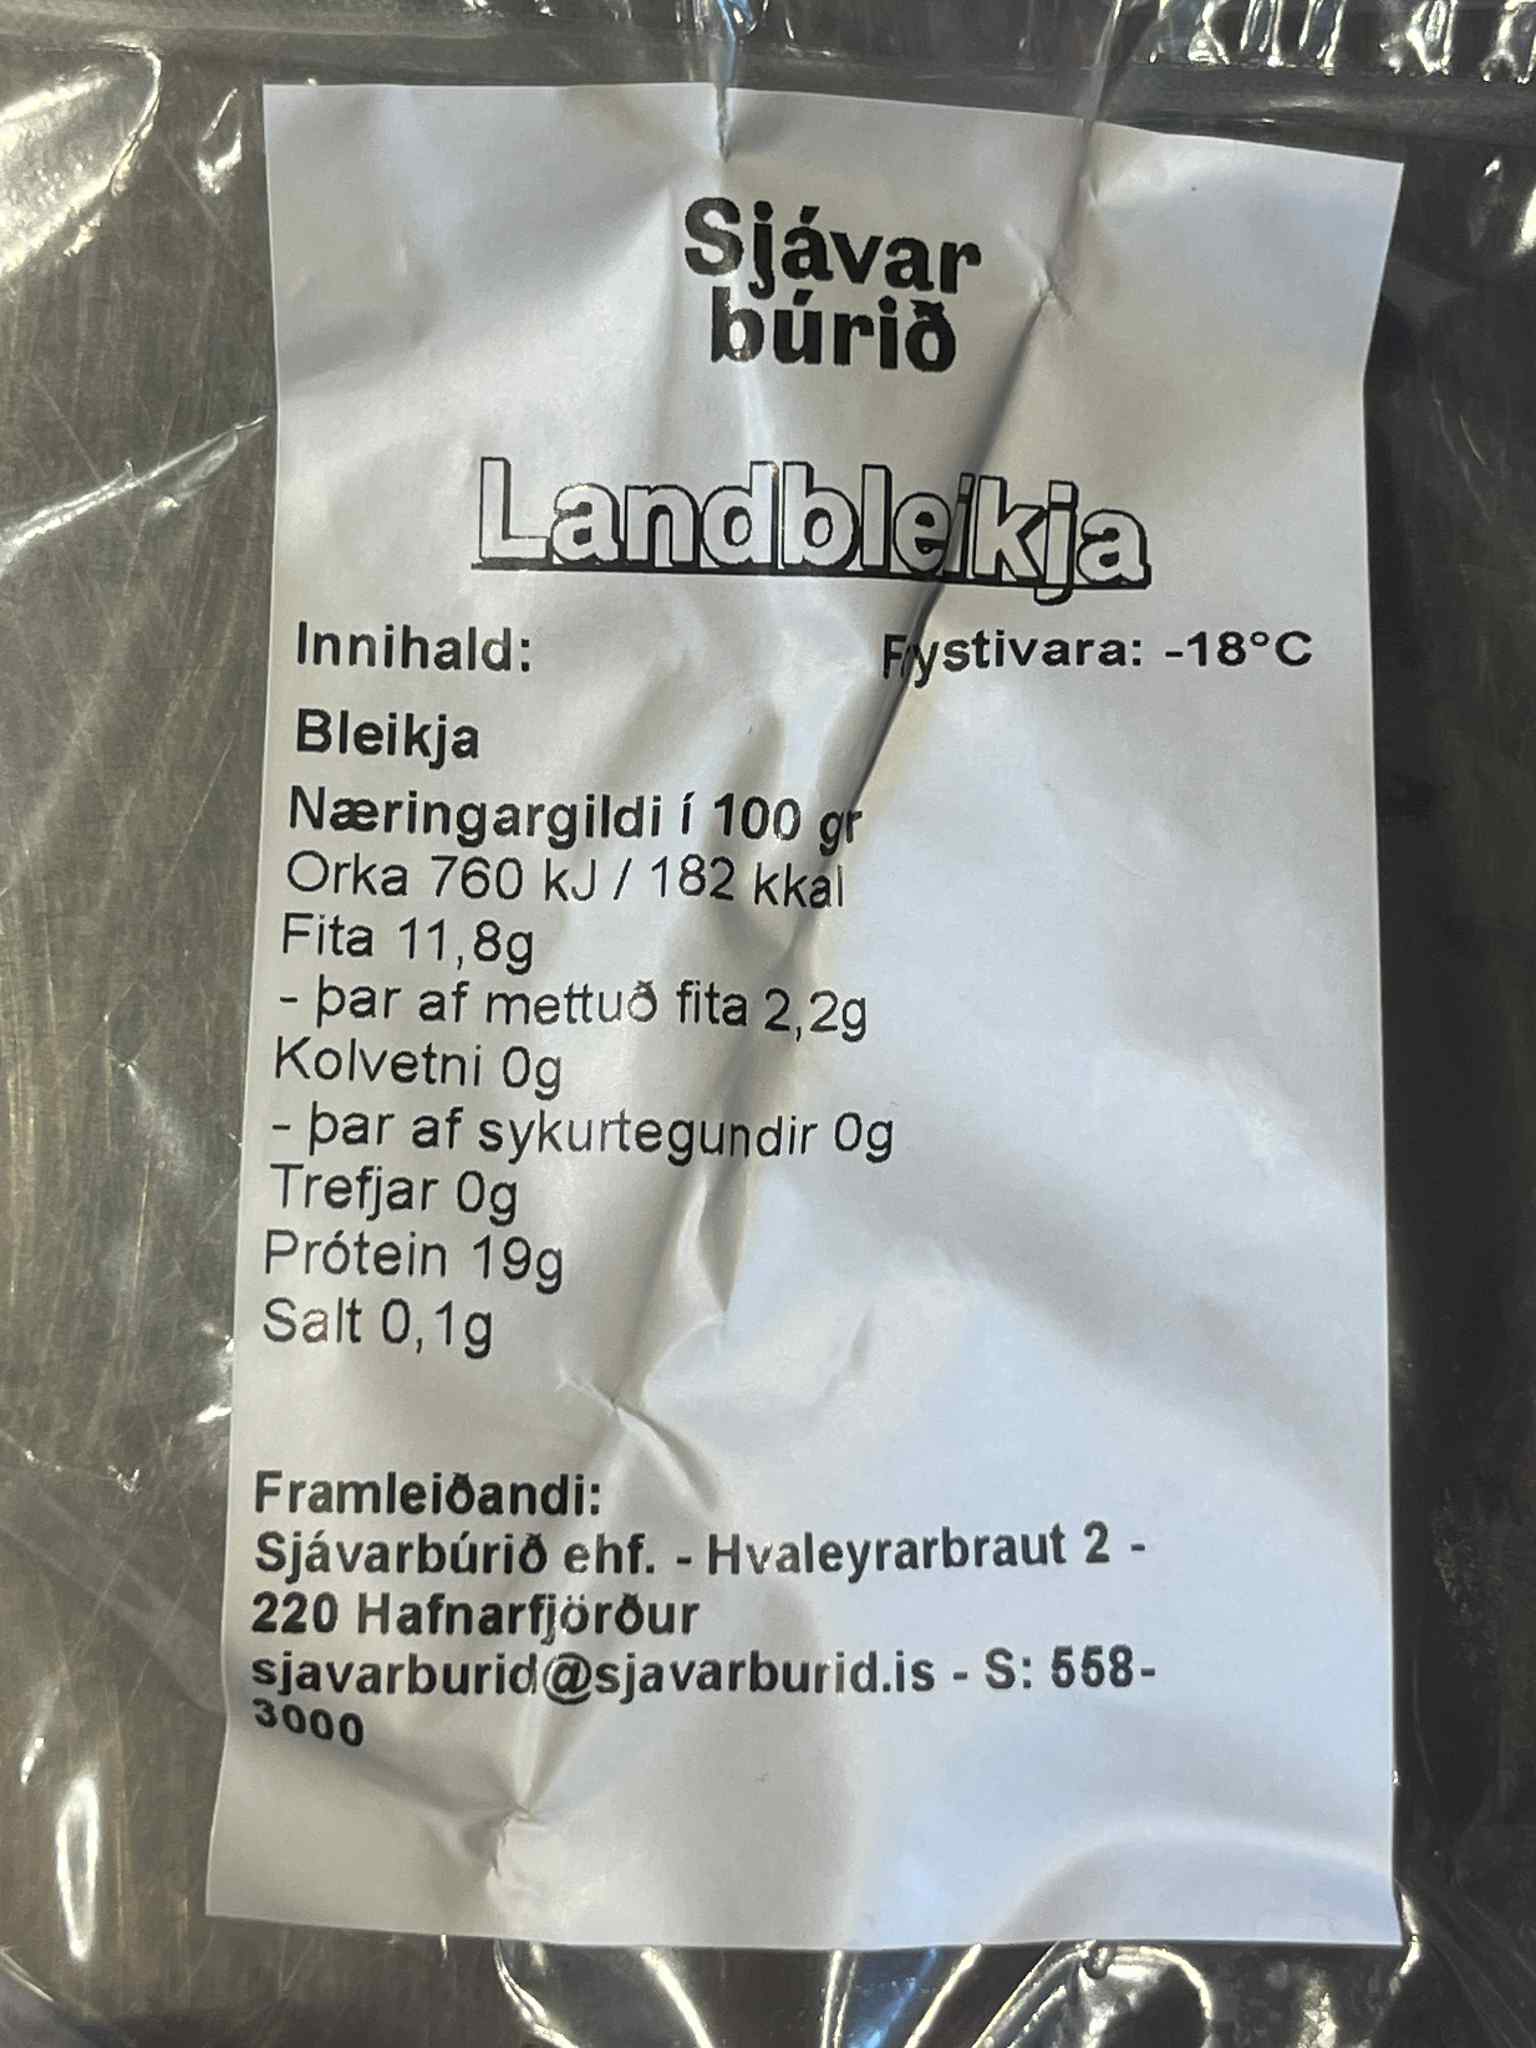 Sjávar
búrið
Landbleikja
Innihald:
Frystivara: -18°C
Bleikja
Næringargildi í 100 gr
Orka 760 kJ / 182 kkal
Fita 11,8g
- þar af mettuð fita 2,2g
Kolvetni 0g
- þar af sykurtegundir 0g
Trefjar 0g
Prótein 19g
Salt 0,1g
Framleiðandi:
Sjávarbúrið ehf. - Hvaleyrarbraut 2 -
220 Hafnarfjörður
sjavarburid@sjavarburid.is - S: 558-
3000